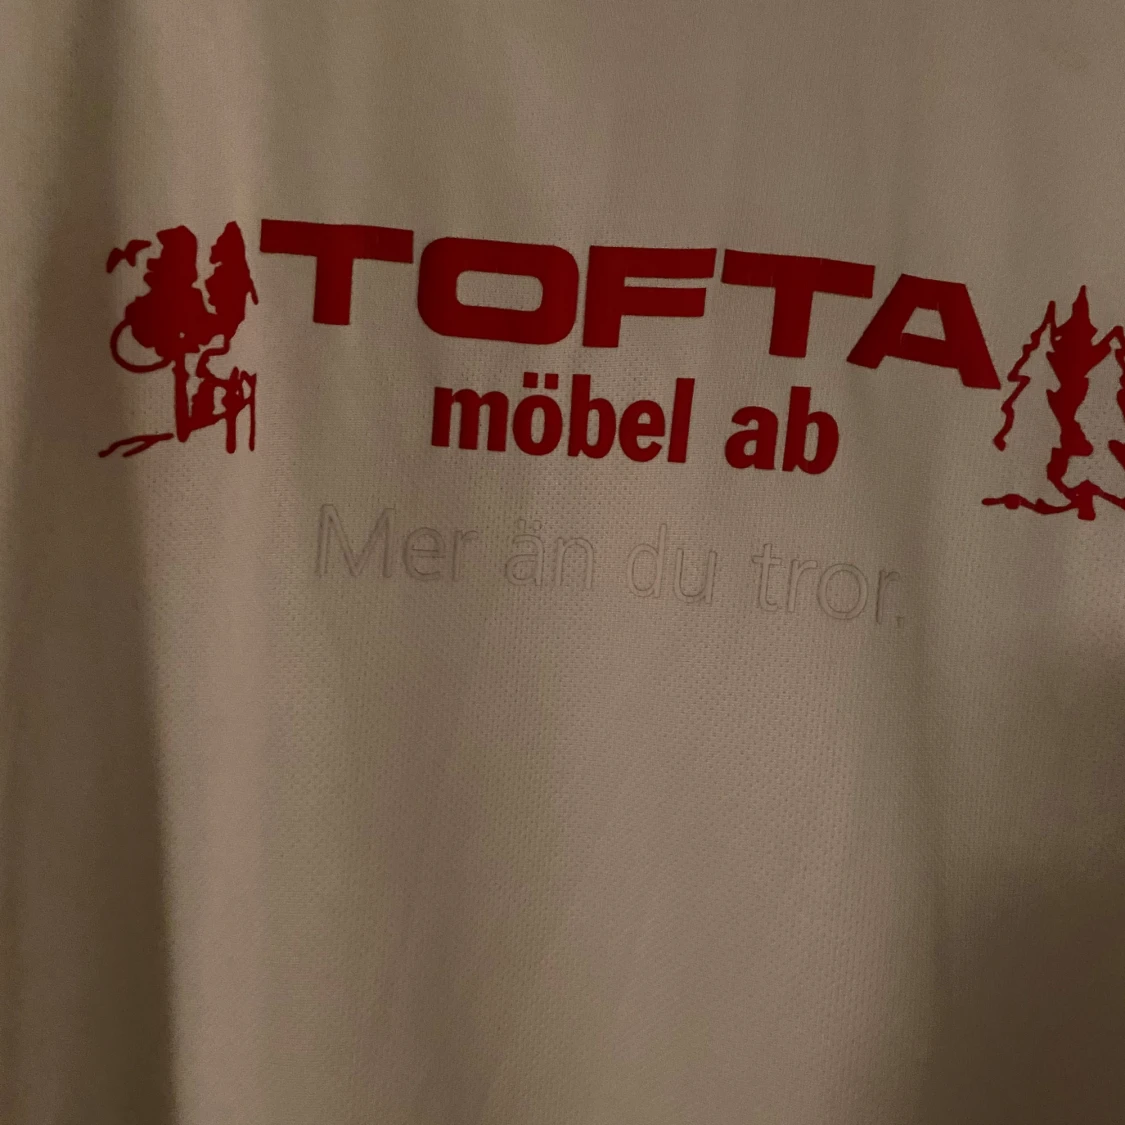 TOFTA
möbel ab
Mer än du tror.